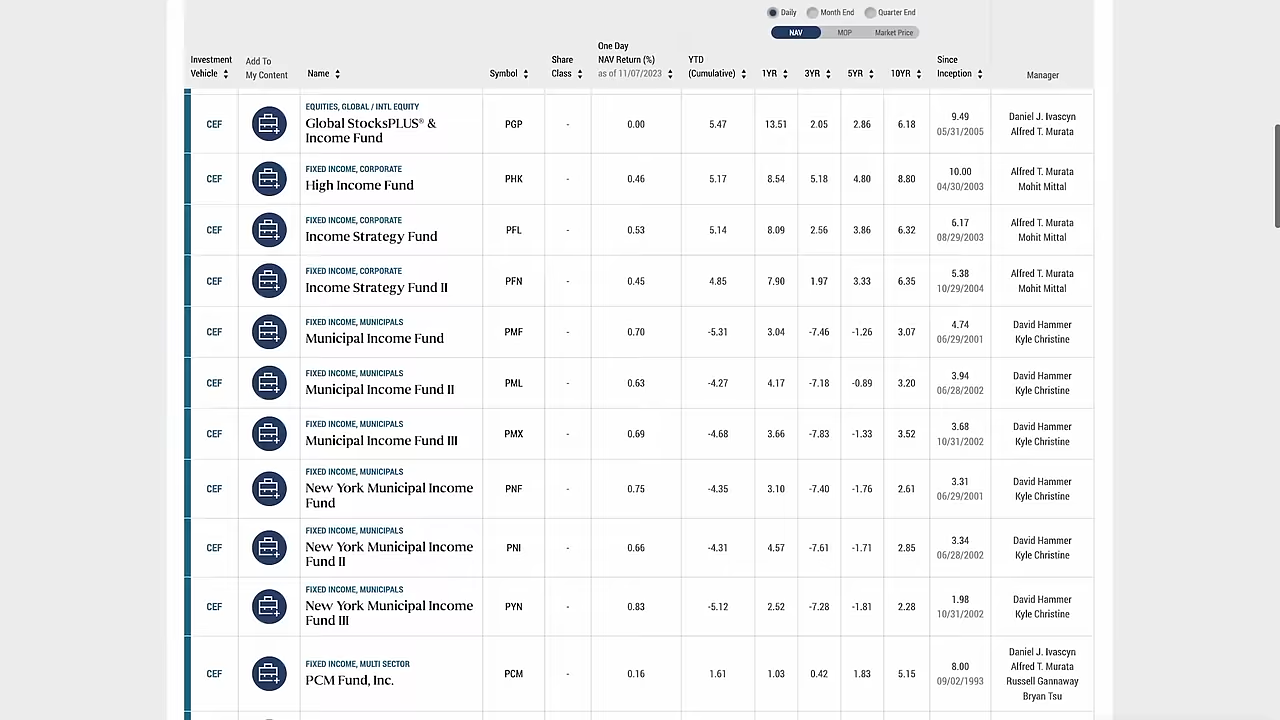 Daily Month End Quarter End
NAV MOP Market Price
Investment Vehicle Add To My Content Name Symbol Share Class One Day NAV Return (%) as of 11/07/2023 YTD (Cumulative) 1YR 3YR 5YR 10YR Since Inception Manager
EQUITIES, GLOBAL / INTL EQUITY
CEF Global StocksPLUS® & Income Fund PGP - 0.00 5.47 13.51 2.05 2.86 6.18 9.49 05/31/2005 Daniel J. Ivascyn Alfred T. Murata
FIXED INCOME, CORPORATE
CEF High Income Fund PHK - 0.46 5.17 8.54 5.18 4.80 8.80 10.00 04/30/2003 Alfred T. Murata Mohit Mittal
FIXED INCOME, CORPORATE
CEF Income Strategy Fund PFL - 0.53 5.14 8.09 2.56 3.86 6.32 08/29/2003 Alfred T. Murata Mohit Mittal
FIXED INCOME, CORPORATE
CEF Income Strategy Fund II PFN - 0.45 7.90 1.97 3.33 6.35 5.38 10/29/2004 Alfred T. Murata Mohit Mittal
FIXED INCOME, MUNICIPALS
CEF Municipal Income Fund PMF - 0.70 3.04 -7.46 -1.26 3.07 4.74 06/29/2001 David Hammer Kyle Christine
FIXED INCOME, MUNICIPALS
CEF Municipal Income Fund II PML - 0.63 4.27 4.17 -7.18 -0.89 3.20 3.94 06/28/2002 David Hammer Kyle Christine
FIXED INCOME, MUNICIPALS
CEF Municipal Income Fund III PMX - 0.69 4.68 3.66 -7.83 -1.33 3.52 3.68 10/31/2002 David Hammer Kyle Christine
FIXED INCOME, MUNICIPALS
CEF New York Municipal Income Fund PNF - 0.75 4.35 3.10 -7.40 -1.76 2.61 3.31 06/29/2001 David Hammer Kyle Christine
FIXED INCOME, MUNICIPALS
CEF New York Municipal Income Fund II PNI - 0.66 4.31 4.57 -7.61 -1.71 2.85 3.34 06/28/2002 David Hammer Kyle Christine
FIXED INCOME, MUNICIPALS
CEF New York Municipal Income Fund III PYN - 0.83 2.52 -7.28 -1.81 2.28 1.98 10/31/2002 David Hammer Kyle Christine
FIXED INCOME, MULTI SECTOR
CEF PCM Fund, Inc. PCM - 0.16 1.03 0.42 1.83 5.15 8.00 09/02/1993 Daniel J. Ivascyn Alfred T. Murata Russell Gannaway Bryan Tsu